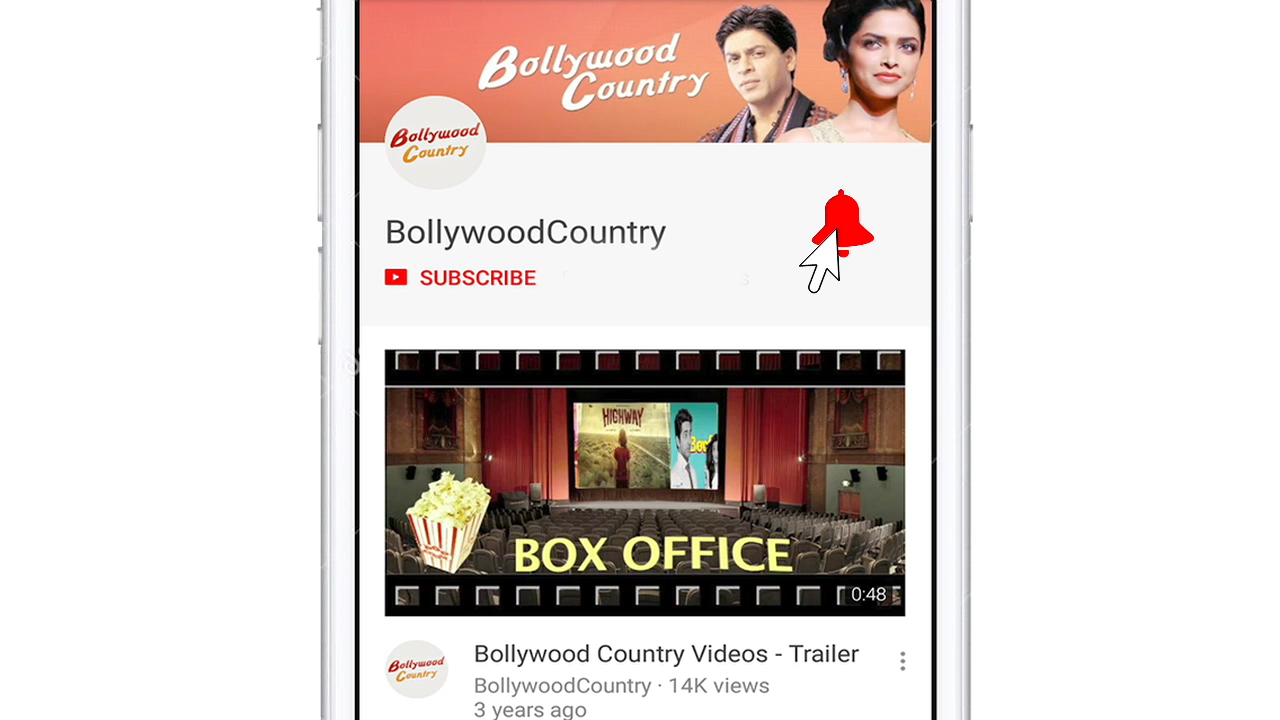 Bollywood
Country
Bollywood
Country
BollywoodCountry
SUBSCRIBE
HIGHWAY
BOX OFFICE
0:48
Bollywood Country Videos - Trailer
Bollywood
Country
BollywoodCountry · 14K views
3 years ago